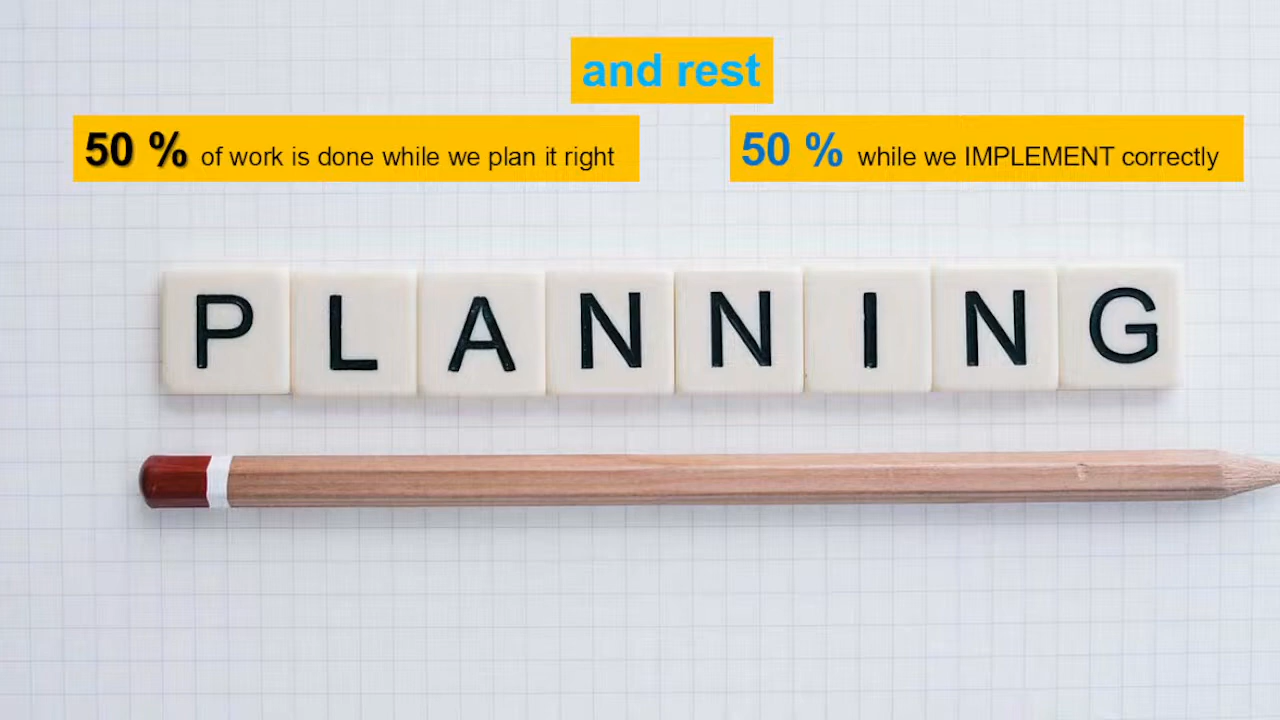 50 % of work is done while we plan it right
and rest
50 % while we IMPLEMENT correctly
PLANNING